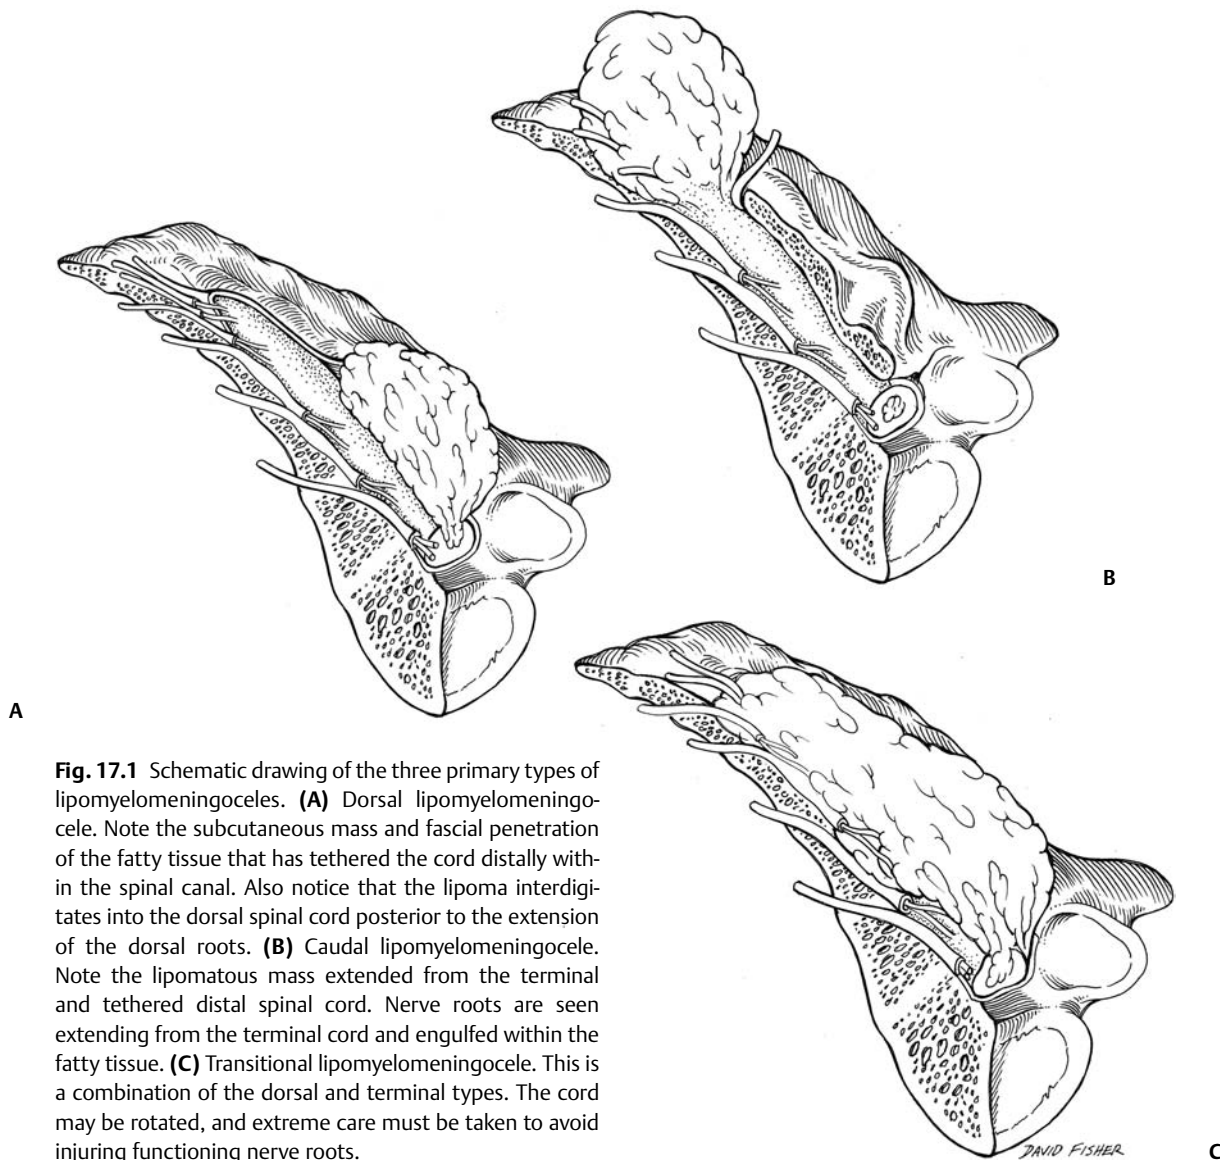 A
B
Fig. 17.1 Schematic drawing of the three primary types of
lipomyelomeningoceles. (A) Dorsal lipomyelomeningo-
cele. Note the subcutaneous mass and fascial penetration
of the fatty tissue that has tethered the cord distally with-
in the spinal canal. Also notice that the lipoma interdigi-
tates into the dorsal spinal cord posterior to the extension
of the dorsal roots. (B) Caudal lipomyelomeningocele.
Note the lipomatous mass extended from the terminal
and tethered distal spinal cord. Nerve roots are seen
extending from the terminal cord and engulfed within the
fatty tissue. (C) Transitional lipomyelomeningocele. This is
a combination of the dorsal and terminal types. The cord
may be rotated, and extreme care must be taken to avoid
injuring functioning nerve roots.
DAVID FISHER
C